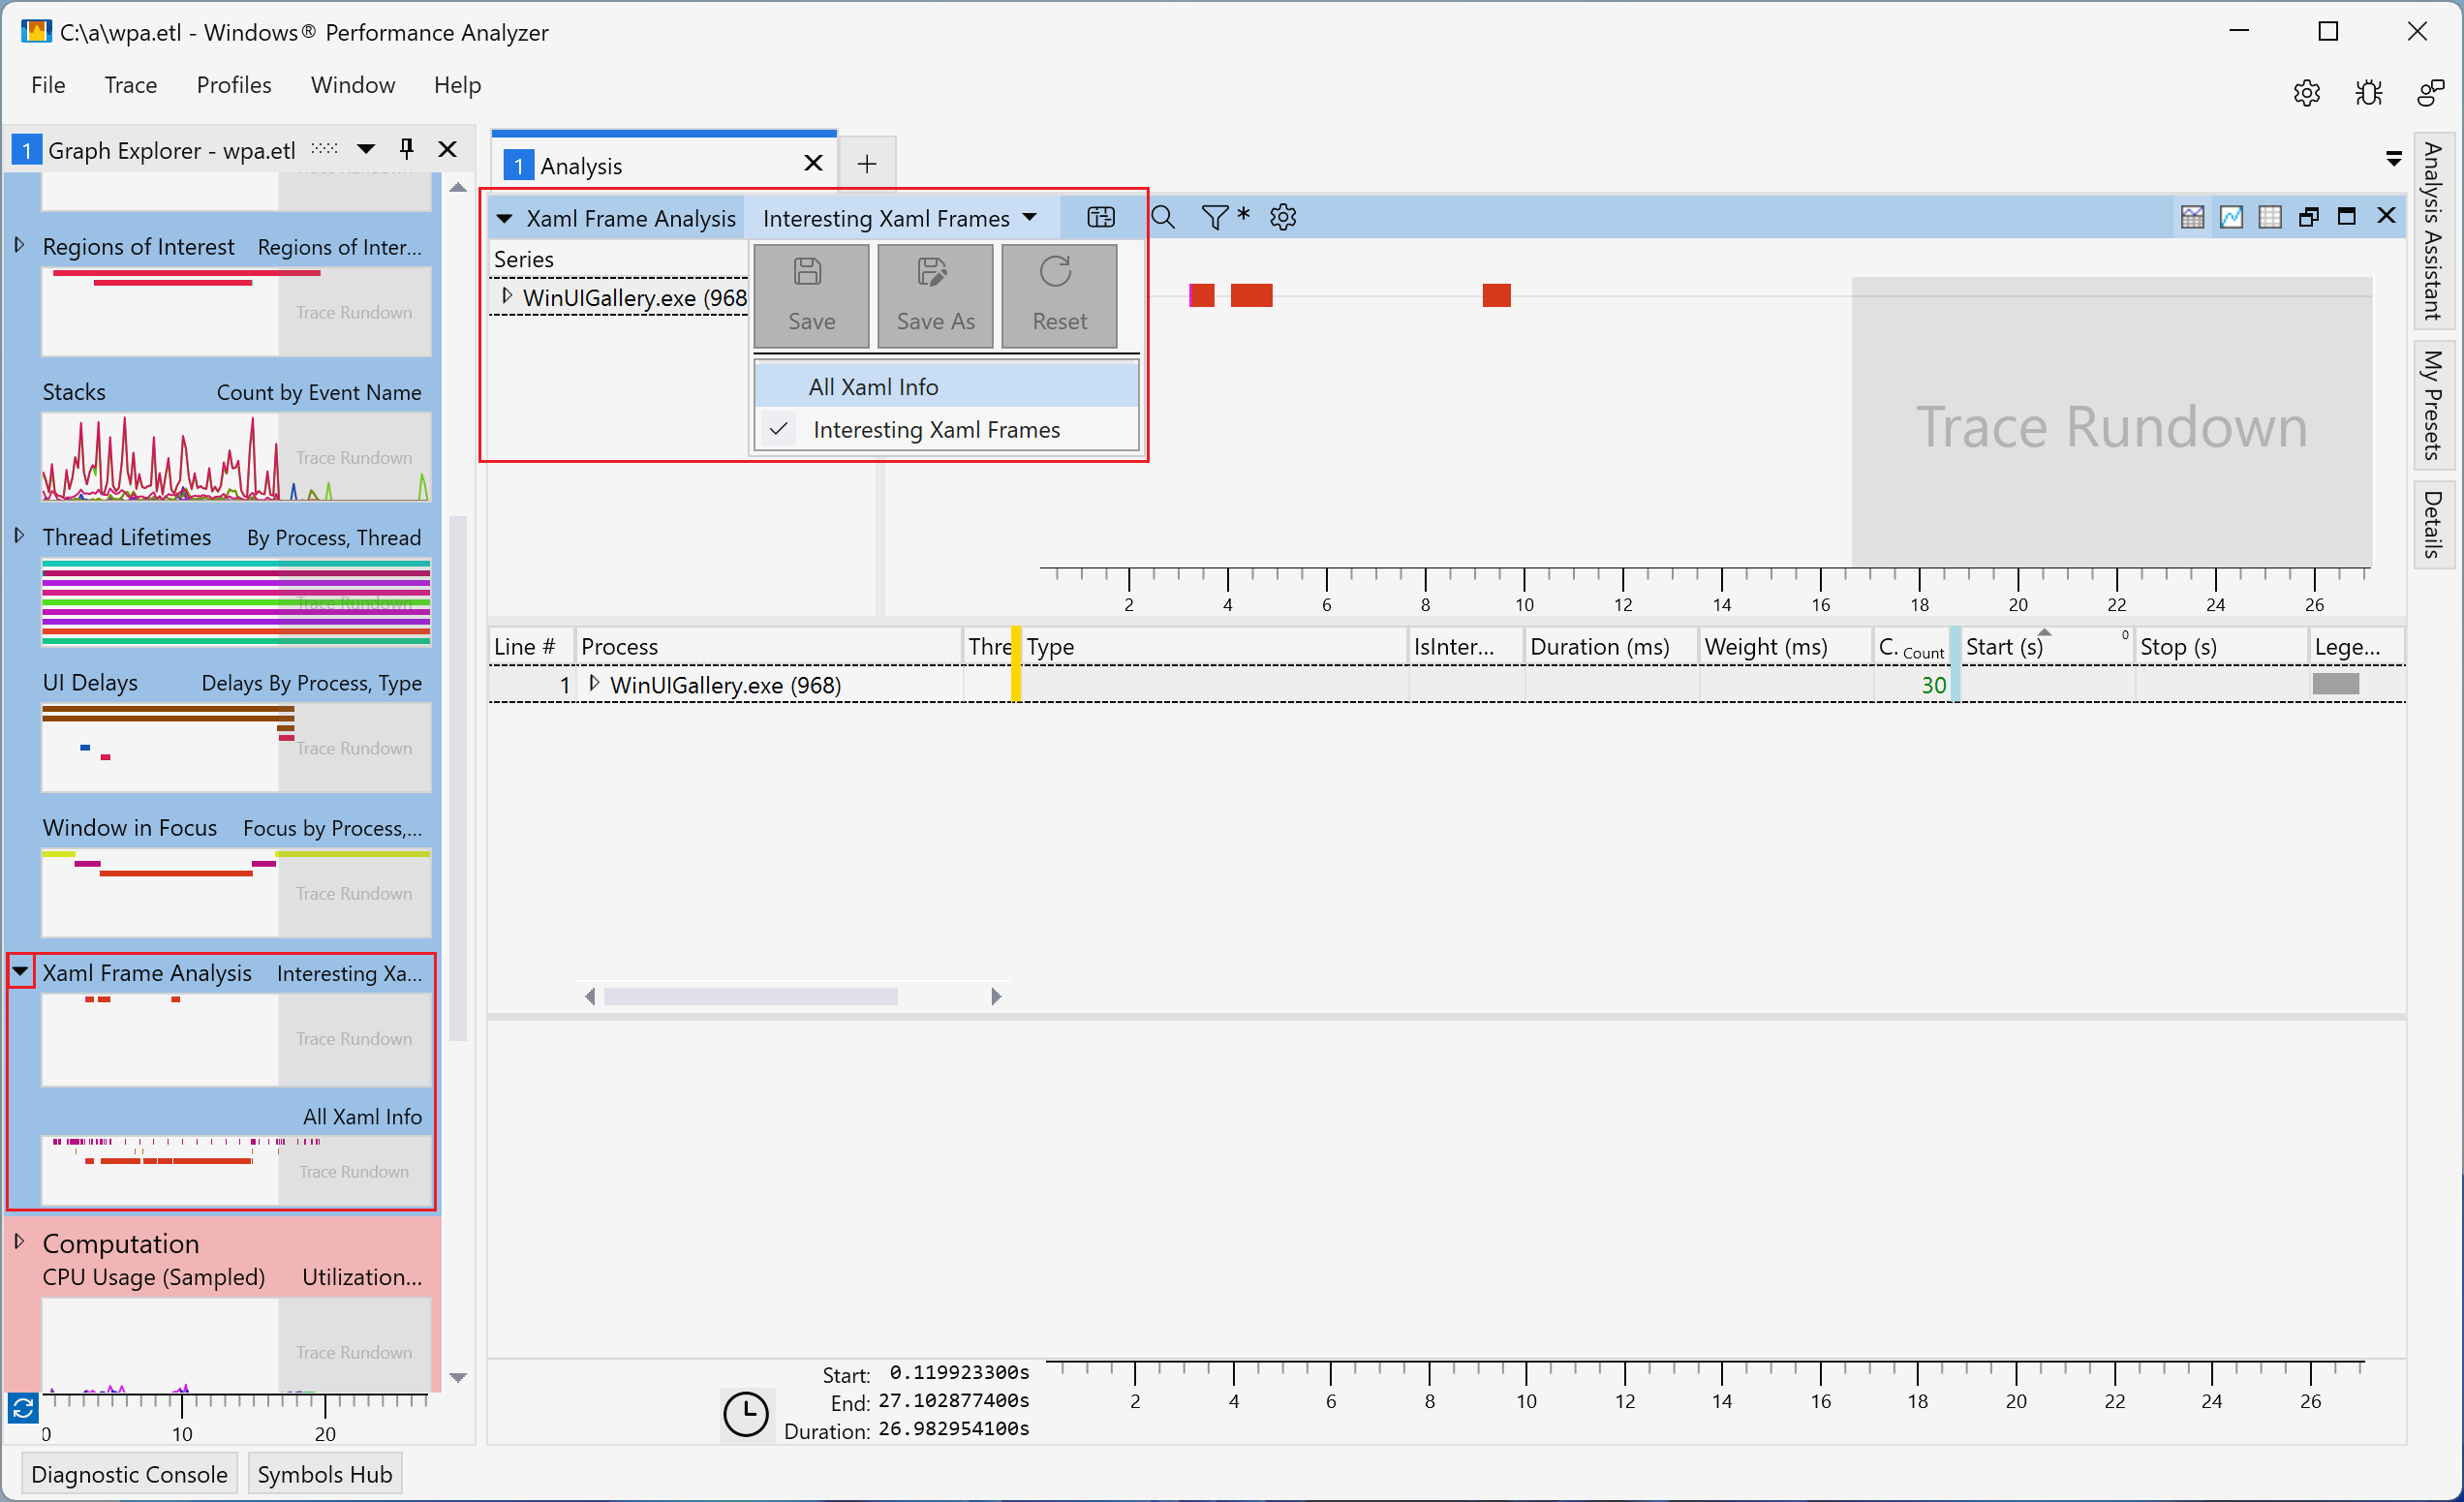 C:\a\wpa.etl - Windows® Performance Analyzer
File Trace Profiles Window Help
1 Graph Explorer - wpa.etl
1 Analysis
Xaml Frame Analysis Interesting Xaml Frames *
Series
WinUIGallery.exe (968
Save Save As Reset
All Xaml Info
Interesting Xaml Frames
Trace Rundown
2 4 6 8 10 12 14 16 18 20 22 24 26
Line # Process Thre Type IsInter... Duration (ms) Weight (ms) C. Count Start (s) 0 Stop (s) Lege...
1 WinUIGallery.exe (968) 30
Start: 0.119923300s
End: 27.102877400s
Duration: 26.982954100s
2 4 6 8 10 12 14 16 18 20 22 24 26
Analysis Assistant
My Presets
Details
Trace Rundown
Regions of Interest Regions of Inter...
Trace Rundown
Stacks Count by Event Name
Trace Rundown
Thread Lifetimes By Process, Thread
Trace Rundown
UI Delays Delays By Process, Type
Trace Rundown
Window in Focus Focus by Process,...
Trace Rundown
Xaml Frame Analysis Interesting Xa...
Trace Rundown
All Xaml Info
Trace Rundown
Computation
CPU Usage (Sampled) Utilization...
Trace Rundown
0 10 20
Diagnostic Console Symbols Hub